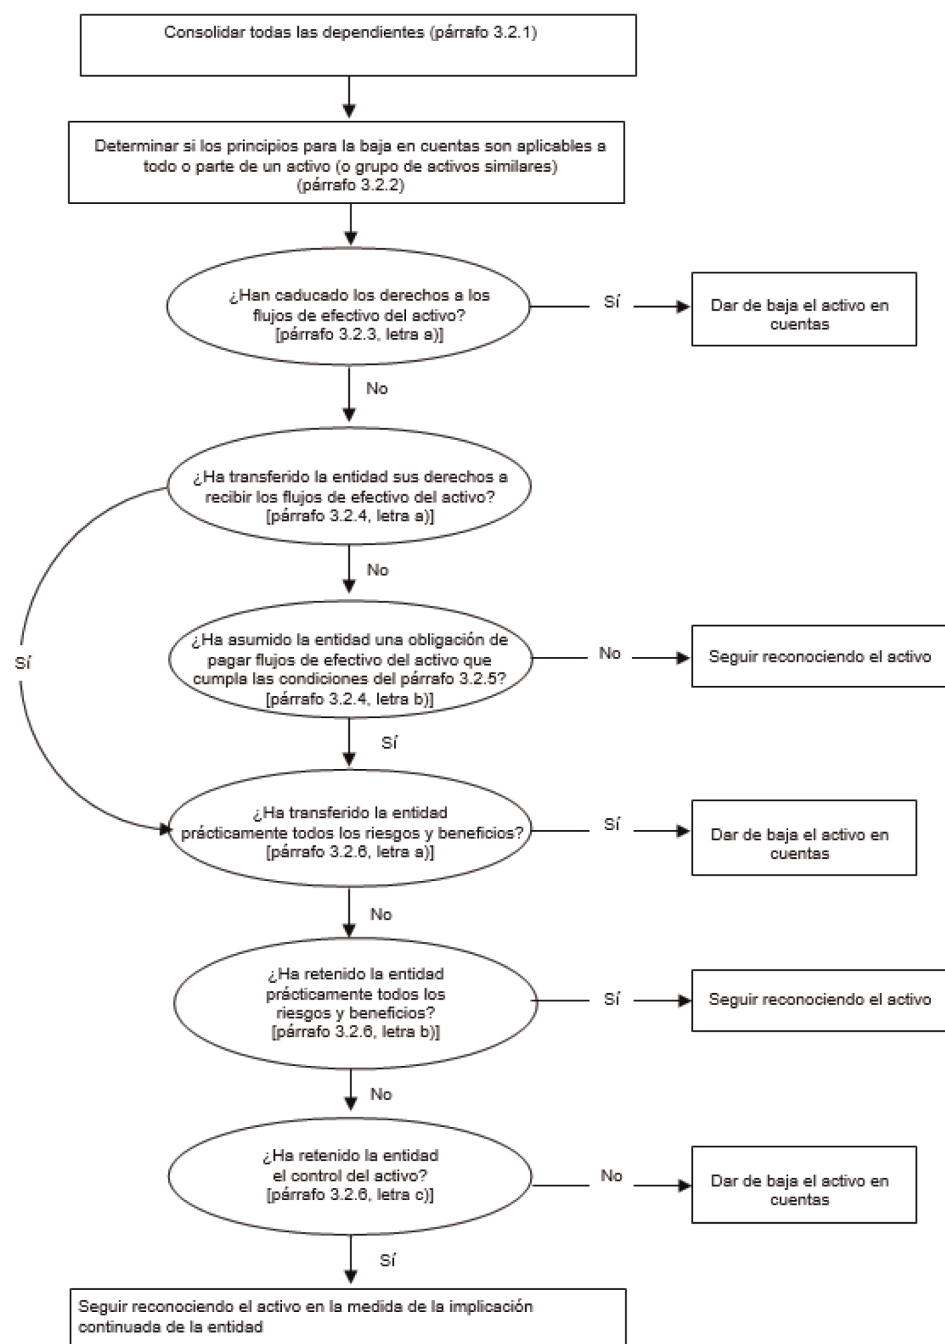 Consolidar todas las dependientes (párrafo 3.2.1)
Determinar si los principios para la baja en cuentas son aplicables a
todo o parte de un activo (o grupo de activos similares)
(párrafo 3.2.2)
¿Han caducado los derechos a los
flujos de efectivo del activo?
[párrafo 3.2.3, letra a)]
Sí
Dar de baja el activo en
cuentas
No
¿Ha transferido la entidad sus derechos a
recibir los flujos de efectivo del activo?
[párrafo 3.2.4, letra a)]
No
Sí
¿Ha asumido la entidad una obligación de
pagar flujos de efectivo del activo que
cumpla las condiciones del párrafo 3.2.5?
[párrafo 3.2.4, letra b)]
No
Seguir reconociendo el activo
Sí
¿Ha transferido la entidad
prácticamente todos los riesgos y beneficios?
[párrafo 3.2.6, letra a)]
Sí
Dar de baja el activo en
cuentas
No
¿Ha retenido la entidad
prácticamente todos los
riesgos y beneficios?
[párrafo 3.2.6, letra b)]
Sí
Seguir reconociendo el activo
No
¿Ha retenido la entidad
el control del activo?
[párrafo 3.2.6, letra c)]
No
Dar de baja el activo en
cuentas
Sí
Seguir reconociendo el activo en la medida de la implicación
continuada de la entidad